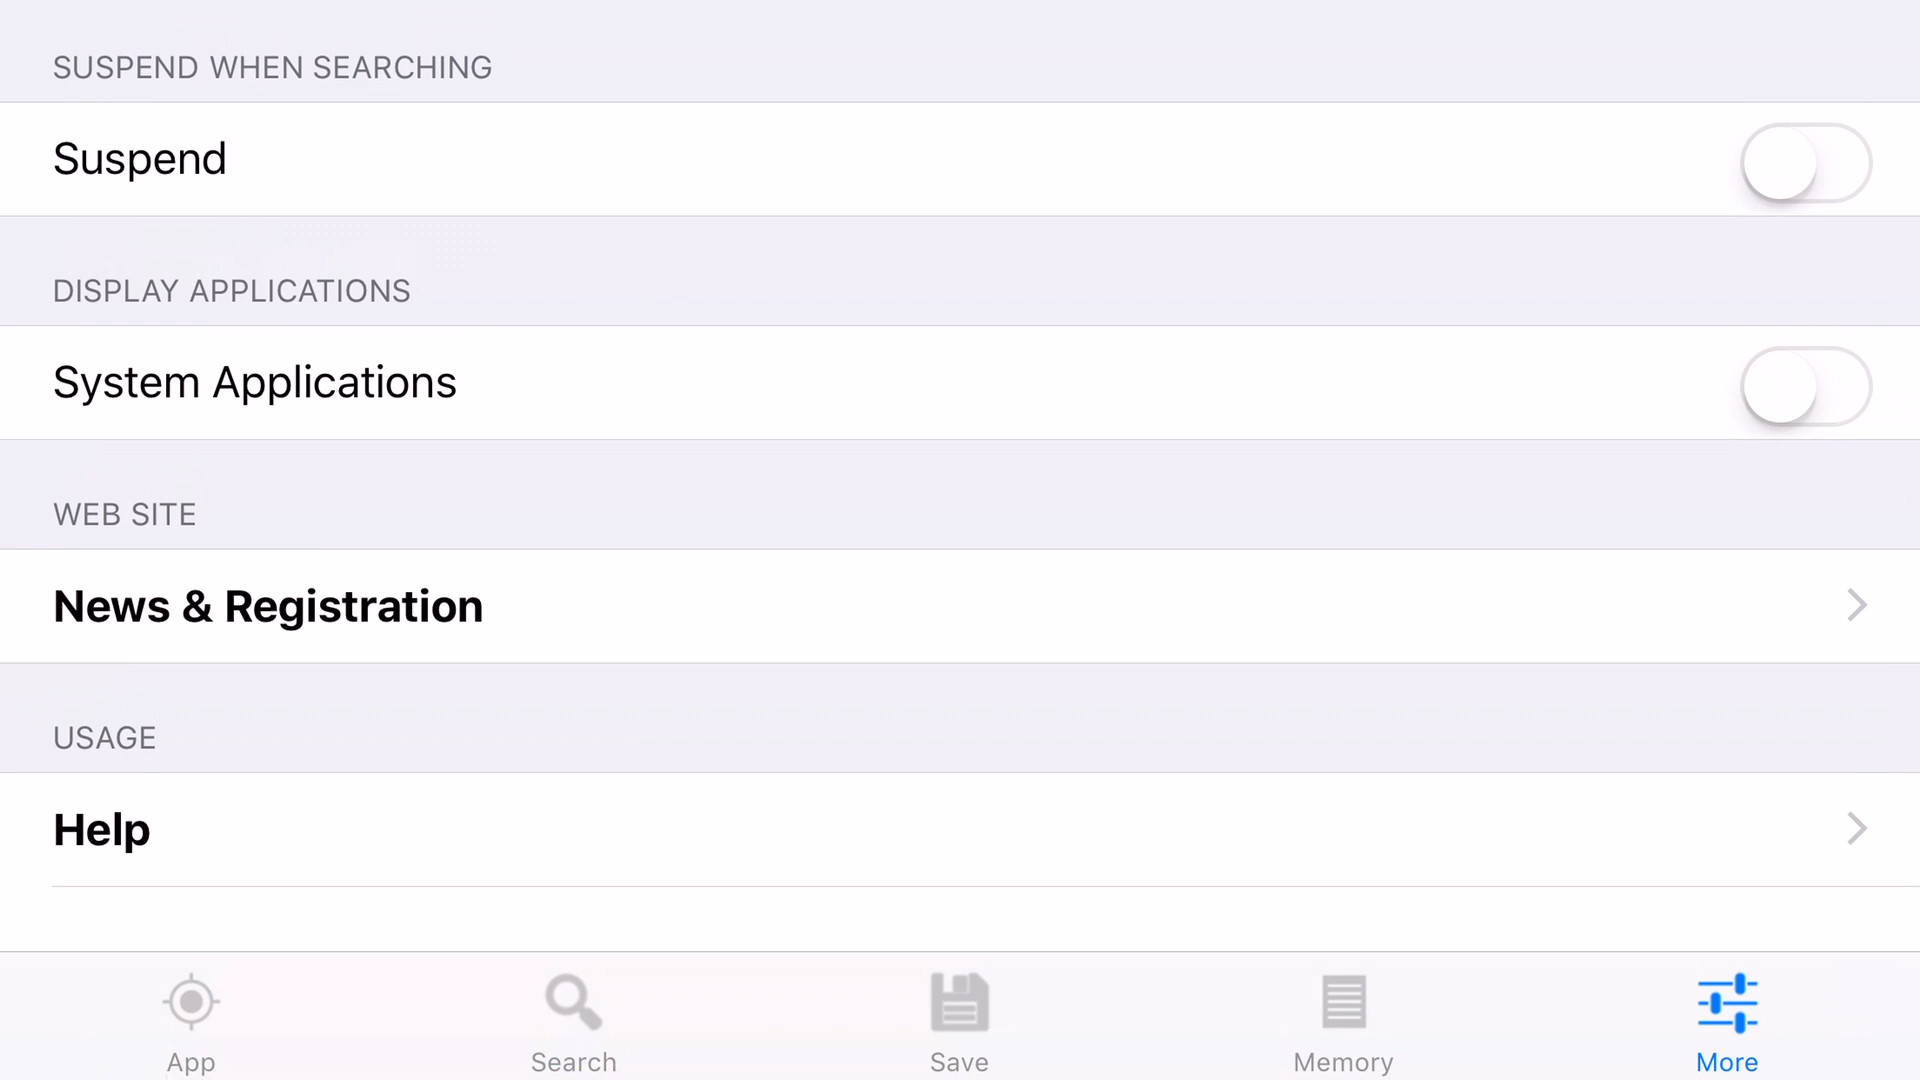 SUSPEND WHEN SEARCHING
Suspend
DISPLAY APPLICATIONS
System Applications
WEB SITE
News & Registration
USAGE
Help
App
Search
Save
Memory
More